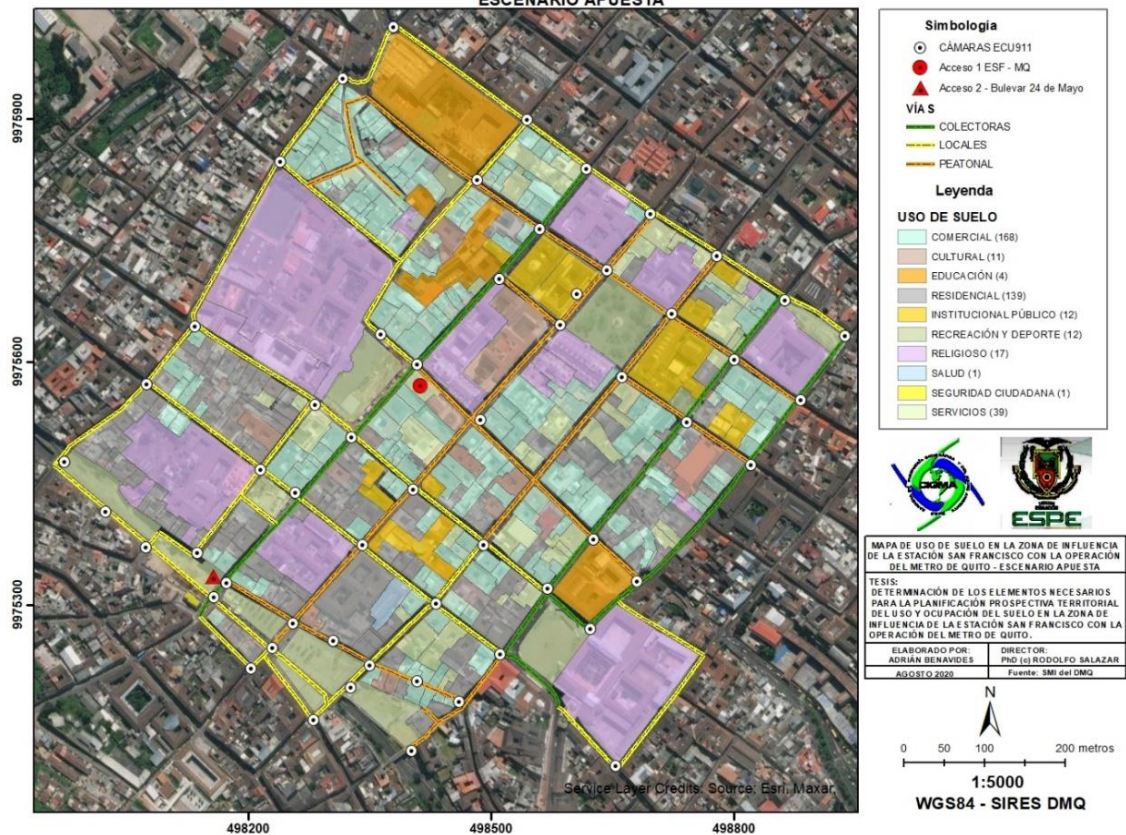 ESCENARIO APUESTA
9975900
9975600
9975300
498200
498500
498800
Service Layer Credits: Source: Esri, Maxar,
Simbología
CÁMARAS ECU911
Acceso 1 ESF - MQ
Acceso 2 - Bulevar 24 de Mayo
VÍAS
COLECTORAS
LOCALES
PEATONAL
Leyenda
USO DE SUELO
COMERCIAL (168)
CULTURAL (11)
EDUCACIÓN (4)
RESIDENCIAL (139)
INSTITUCIONAL PÚBLICO (12)
RECREACIÓN Y DEPORTE (12)
RELIGIOSO (17)
SALUD (1)
SEGURIDAD CIUDADANA (1)
SERVICIOS (39)
ESPE
MAPA DE USO DE SUELO EN LA ZONA DE INFLUENCIA
DE LA ESTACIÓN SAN FRANCISCO CON LA OPERACIÓN
DEL METRO DE QUITO - ESCENARIO APUESTA
TESIS:
DETERMINACIÓN DE LOS ELEMENTOS NECESARIOS
PARA LA PLANIFICACIÓN PROSPECTIVA TERRITORIAL
DEL USO Y OCUPACIÓN DEL SUELO EN LA ZONA DE
INFLUENCIA DE LA ESTACIÓN SAN FRANCISCO CON LA
OPERACIÓN DEL METRO DE QUITO.
ELABORADO POR:
ADRIÁN BENAVIDES
DIRECTOR:
PhD (c) RODOLFO SALAZAR
AGOSTO 2020
Fuente: SMI del DMQ
N
0 50 100 200 metros
1:5000
WGS84 - SIRES DMQ